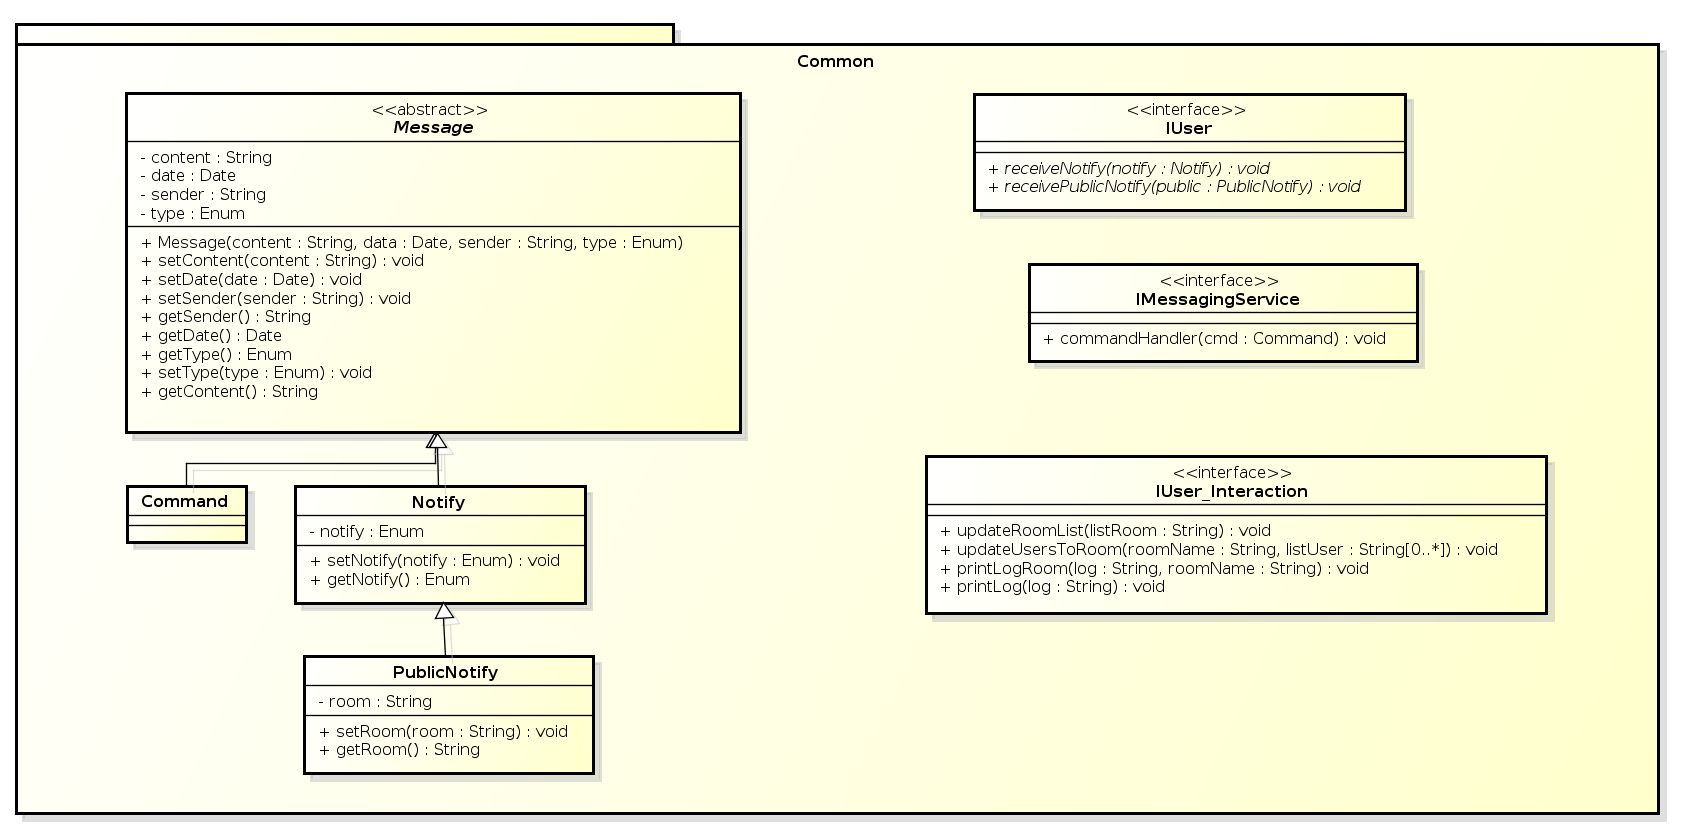 Common
<<abstract>>
Message
- content : String
- date : Date
- sender : String
- type : Enum
+ Message(content : String, data : Date, sender : String, type : Enum)
+ setContent(content : String) : void
+ setDate(date : Date) : void
+ setSender(sender : String) : void
+ getSender() : String
+ getDate() : Date
+ getType() : Enum
+ setType(type : Enum) : void
+ getContent() : String
Command
Notify
- notify : Enum
+ setNotify(notify : Enum) : void
+ getNotify() : Enum
PublicNotify
- room : String
+ setRoom(room : String) : void
+ getRoom() : String
<<interface>>
IUser
+ receiveNotify(notify : Notify) : void
+ receivePublicNotify(public : PublicNotify) : void
<<interface>>
IMessagingService
+ commandHandler(cmd : Command) : void
<<interface>>
IUser_Interaction
+ updateRoomList(listRoom : String) : void
+ updateUsersToRoom(roomName : String, listUser : String[0..*]) : void
+ printLogRoom(log : String, roomName : String) : void
+ printLog(log : String) : void